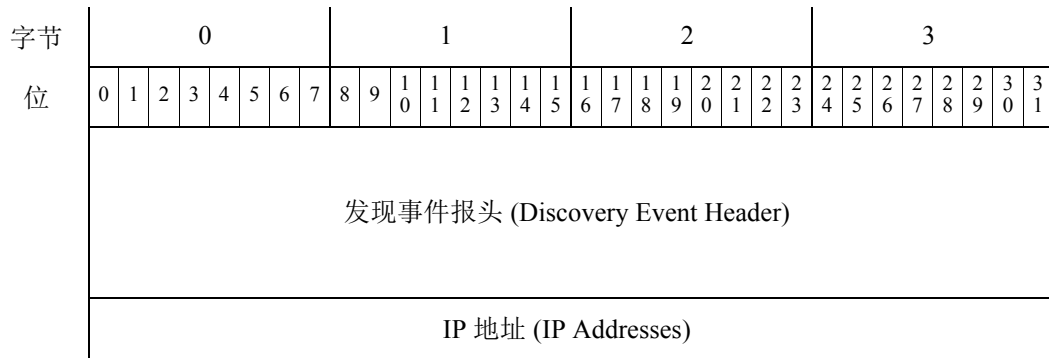 字节 0 1 2 3
位 0 1 2 3 4 5 6 7 8 9 10 11 12 13 14 15 16 17 18 19 20 21 22 23 24 25 26 27 28 29 30 31
发现事件报头 (Discovery Event Header)
IP 地址 (IP Addresses)